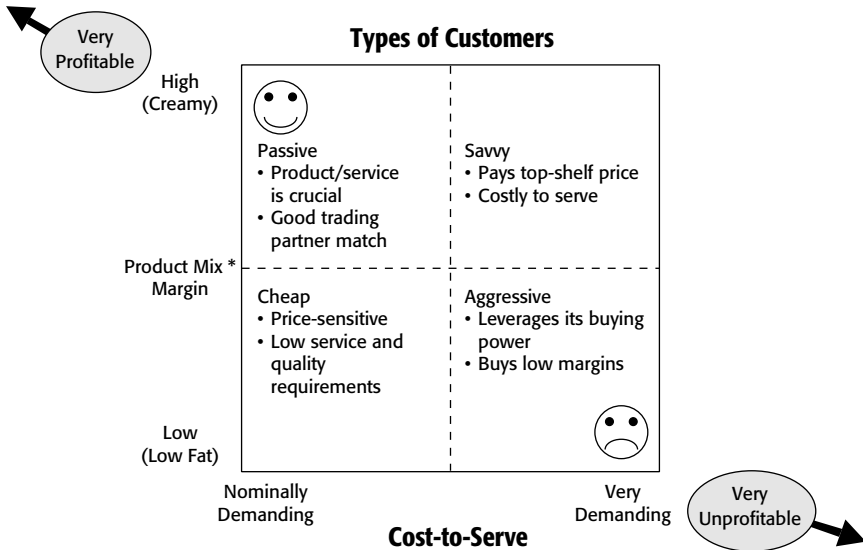 Very
Profitable
Types of Customers
High
(Creamy)
Passive
• Product/service
is crucial
• Good trading
partner match
Savvy
• Pays top-shelf price
• Costly to serve
Product Mix *
Margin
Cheap
• Price-sensitive
• Low service and
quality
requirements
Aggressive
• Leverages its buying
power
• Buys low margins
Low
(Low Fat)
Nominally
Demanding
Very
Demanding
Very
Unprofitable
Cost-to-Serve